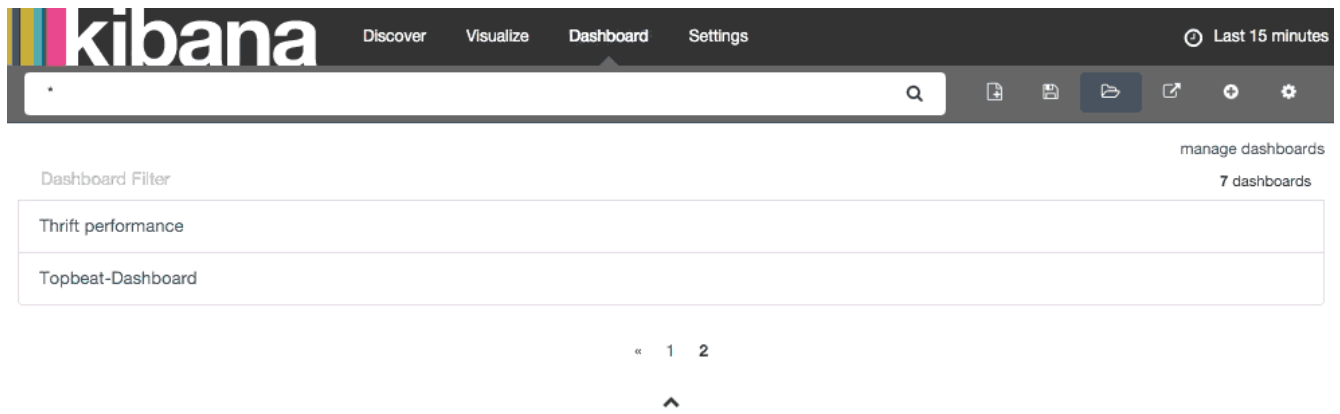 kibana Discover Visualize Dashboard Settings Last 15 minutes
*
manage dashboards
Dashboard Filter 7 dashboards
Thrift performance
Topbeat-Dashboard
« 1 2